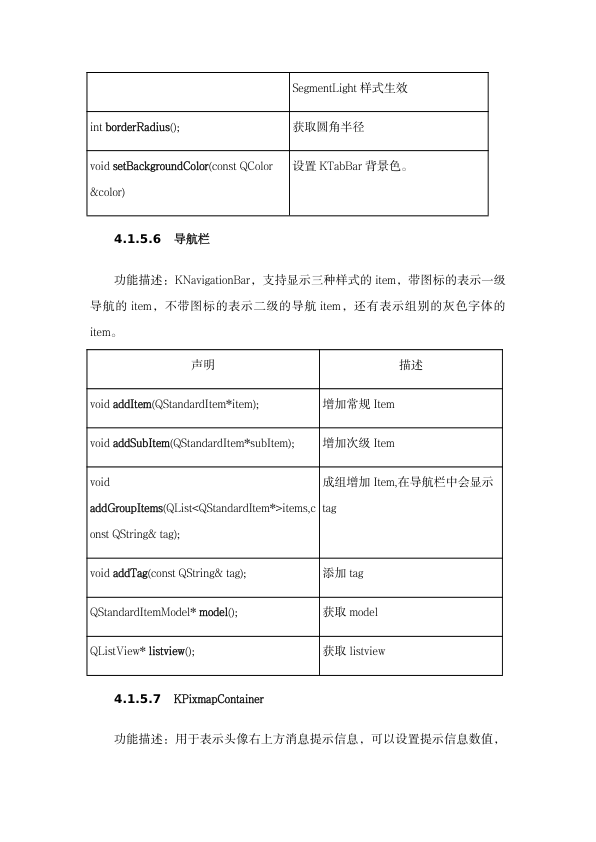 SegmentLight 样式生效
int borderRadius();
获取圆角半径
void setBackgroundColor(const QColor
&color)
设置 KTabBar 背景色。
4.1.5.6 导航栏
功能描述：KNavigationBar，支持显示三种样式的 item，带图标的表示一级
导航的 item，不带图标的表示二级的导航 item，还有表示组别的灰色字体的
item。
声明
描述
void addItem(QStandardItem*item);
增加常规 Item
void addSubItem(QStandardItem*subItem);
增加次级 Item
void
addGroupItems(QList<QStandardItem*>items,c
onst QString& tag);
成组增加 Item,在导航栏中会显示
tag
void addTag(const QString& tag);
添加 tag
QStandardItemModel* model();
获取 model
QListView* listview();
获取 listview
4.1.5.7 KPixmapContainer
功能描述：用于表示头像右上方消息提示信息，可以设置提示信息数值，